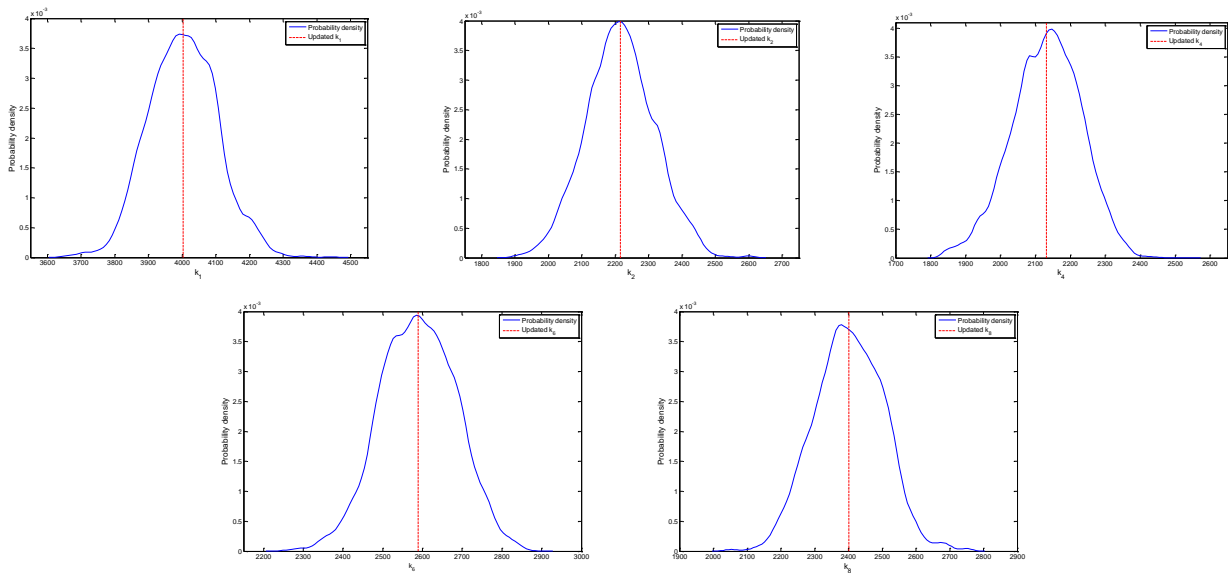 x 10⁻³
Probability density
Updated k₁
4
3.5
3
2.5
2
1.5
1
0.5
0
Probability density
3600 3700 3800 3900 4000 4100 4200 4300 4400 4500
k₁
x 10⁻³
Probability density
Updated k₂
4
3.5
3
2.5
2
1.5
1
0.5
0
Probability density
1800 1900 2000 2100 2200 2300 2400 2500 2600 2700
k₂
x 10⁻³
Probability density
Updated k₄
4
3.5
3
2.5
2
1.5
1
0.5
0
Probability density
1700 1800 1900 2000 2100 2200 2300 2400 2500 2600
k₄
x 10⁻³
Probability density
Updated k₆
4
3.5
3
2.5
2
1.5
1
0.5
0
Probability density
2200 2300 2400 2500 2600 2700 2800 2900 3000
k₆
x 10⁻³
Probability density
Updated k₈
4
3.5
3
2.5
2
1.5
1
0.5
0
Probability density
1900 2000 2100 2200 2300 2400 2500 2600 2700 2800 2900
k₈